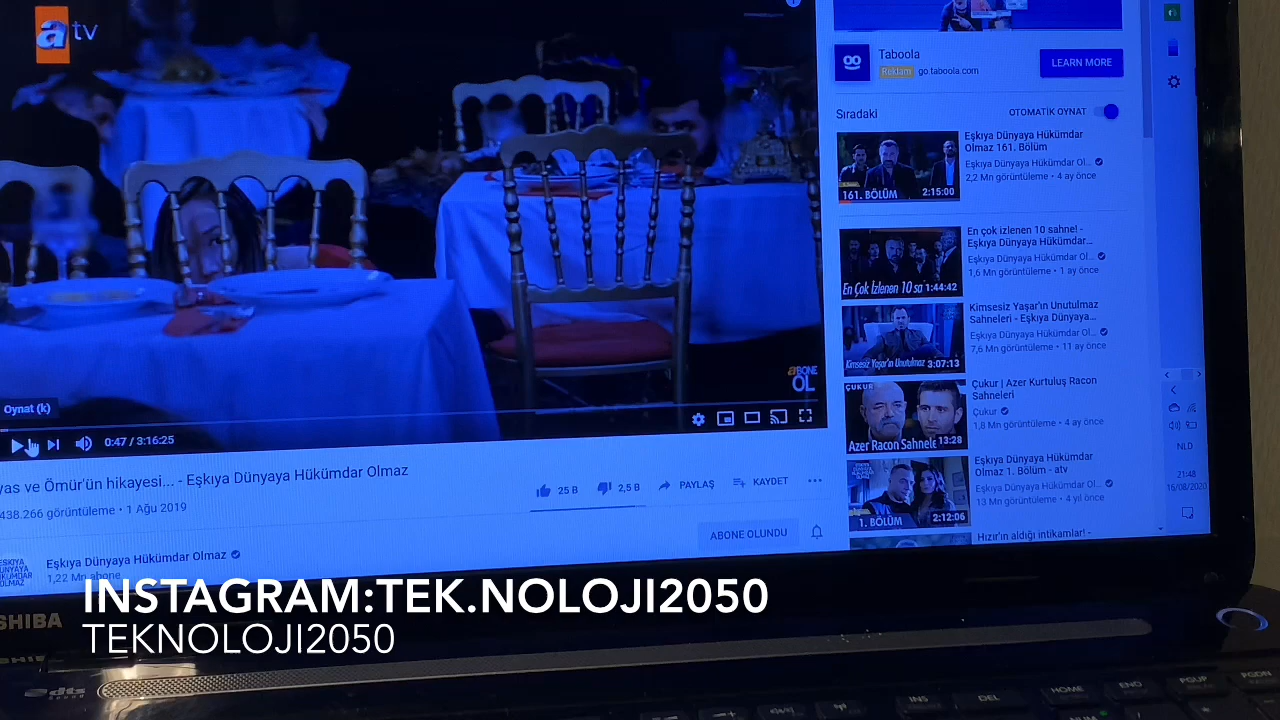 atv
ABONE
OL
Oynat (k)
0:47 / 3:16:25
yas ve Ömür'ün hikayesi... - Eşkıya Dünyaya Hükümdar Olmaz
438.266 görüntüleme • 1 Ağu 2019
25 B
2,5 B
PAYLAŞ
KAYDET
ABONE OLUNDU
Eşkıya Dünyaya Hükümdar Olmaz
1,22 Mn abone
Taboola
Reklam go.taboola.com
LEARN MORE
Sıradaki
OTOMATİK OYNAT
161. BÖLÜM
2:15:00
Eşkıya Dünyaya Hükümdar
Olmaz 161. Bölüm
Eşkıya Dünyaya Hükümdar Ol...
2,2 Mn görüntüleme • 4 ay önce
En Çok İzlenen 10 sa
1:44:42
En çok izlenen 10 sahne! -
Eşkıya Dünyaya Hükümdar...
Eşkıya Dünyaya Hükümdar Ol...
1,6 Mn görüntüleme • 1 ay önce
Kimsesiz Yaşar'ın Unutulmaz
3:07:13
Kimsesiz Yaşar'ın Unutulmaz
Sahneleri - Eşkıya Dünyaya...
Eşkıya Dünyaya Hükümdar Ol...
7,6 Mn görüntüleme • 11 ay önce
ÇUKUR
Azer Racon Sahnele
13:28
Çukur | Azer Kurtuluş Racon
Sahneleri
Çukur
1,8 Mn görüntüleme • 4 ay önce
1. BÖLÜM
2:12:06
Eşkıya Dünyaya Hükümdar
Olmaz 1. Bölüm - atv
Eşkıya Dünyaya Hükümdar Ol...
13 Mn görüntüleme • 4 yıl önce
Hızır'ın aldığı intikamlar! -
NLD
21:48
16/08/2020
INSTAGRAM:TEK.NOLOJI2050
TEKNOLOJI2050
SHIBA
dts
INS
DEL
HOME
END
PGUP
PGDN